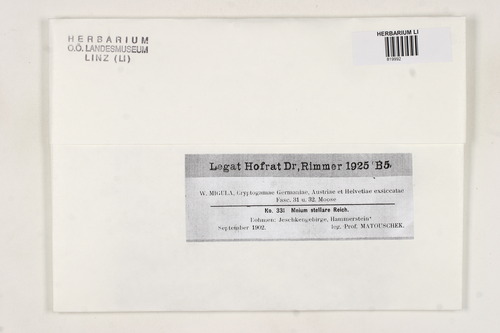 HERBARIUM
O.Ö. LANDESMUSEUM
LINZ (LI)
HERBARIUM LI
919992
Legat Hofrat Dr. Rimmer 1925 B5
W. MIGULA, Cryptogamae Germaniae, Austriae et Helvetiae exsiccatae
Fasc. 31 u. 32. Moose
No. 331 Mnium stellare Reich.
Böhmen: Jeschkengebirge, Hammerstein
September 1902. leg. Prof. MATOUSCHEK.